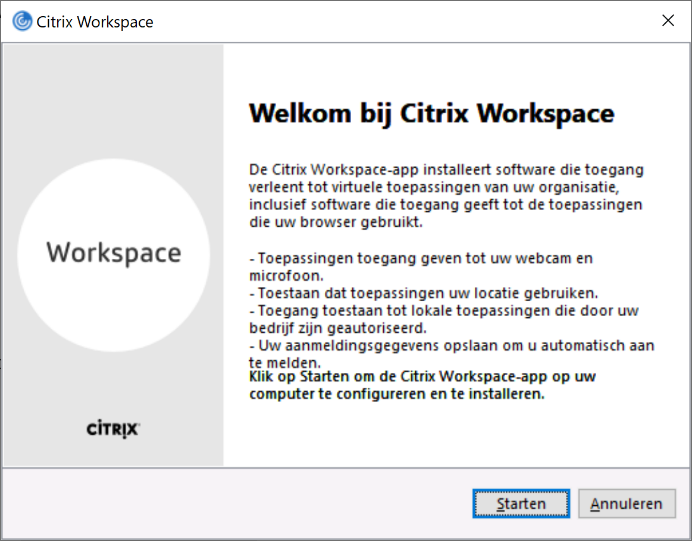 Citrix Workspace
Welkom bij Citrix Workspace
De Citrix Workspace-app installeert software die toegang
verleent tot virtuele toepassingen van uw organisatie,
inclusief software die toegang geeft tot de toepassingen
die uw browser gebruikt.
- Toepassingen toegang geven tot uw webcam en
microfoon.
- Toestaan dat toepassingen uw locatie gebruiken.
- Toegang toestaan tot lokale toepassingen die door uw
bedrijf zijn geautoriseerd.
- Uw aanmeldingsgegevens opslaan om u automatisch aan
te melden.
Klik op Starten om de Citrix Workspace-app op uw
computer te configureren en te installeren.
Workspace
citrix
Starten
Annuleren